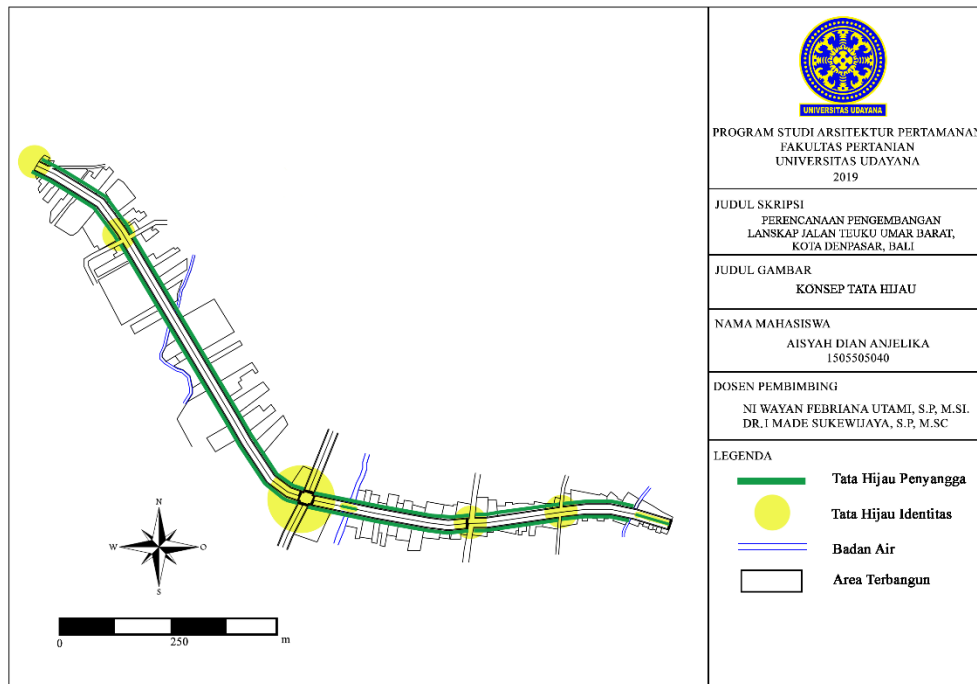 UNIVERSITAS UDAYANA
PROGRAM STUDI ARSITEKTUR PERTAMANAN
FAKULTAS PERTANIAN
UNIVERSITAS UDAYANA
2019
JUDUL SKRIPSI
PERENCANAAN PENGEMBANGAN
LANSKAP JALAN TEUKU UMAR BARAT,
KOTA DENPASAR, BALI
JUDUL GAMBAR
KONSEP TATA HIJAU
NAMA MAHASISWA
AISYAH DIAN ANJELIKA
1505505040
DOSEN PEMBIMBING
NI WAYAN FEBRIANA UTAMI, S.P, M.SI.
DR, I MADE SUKEWIJAYA, S.P, M.SC
LEGENDA
Tata Hijau Penyangga
Tata Hijau Identitas
Badan Air
Area Terbangun
N
W O
S
0 250 m